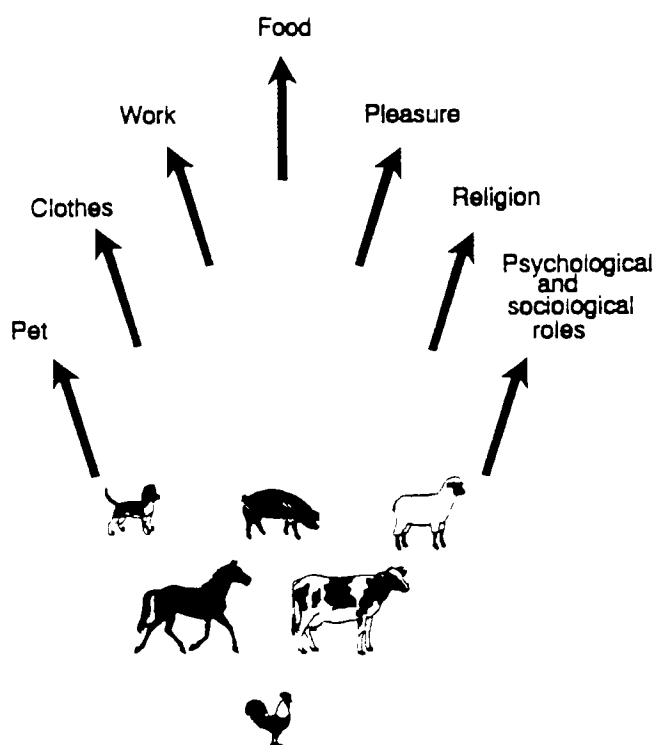 Food
Work
Pleasure
Clothes
Religion
Psychological
and
sociological
roles
Pet